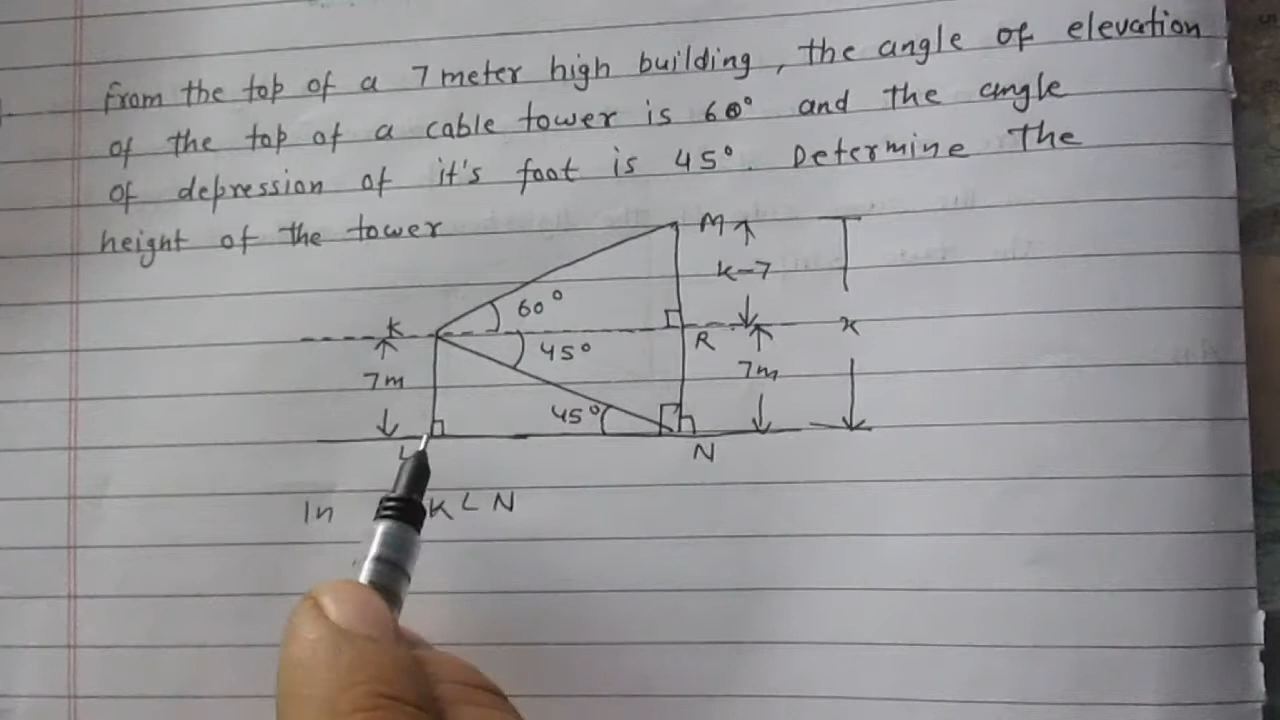 from the top of a 7 meter high building, the angle of elevation
of the top of a cable tower is 60° and the angle
of depression of it's foot is 45°. Determine the
height of the tower
M
x-7
60°
K
R
x
45°
7m
7m
45°
L
N
In KLN